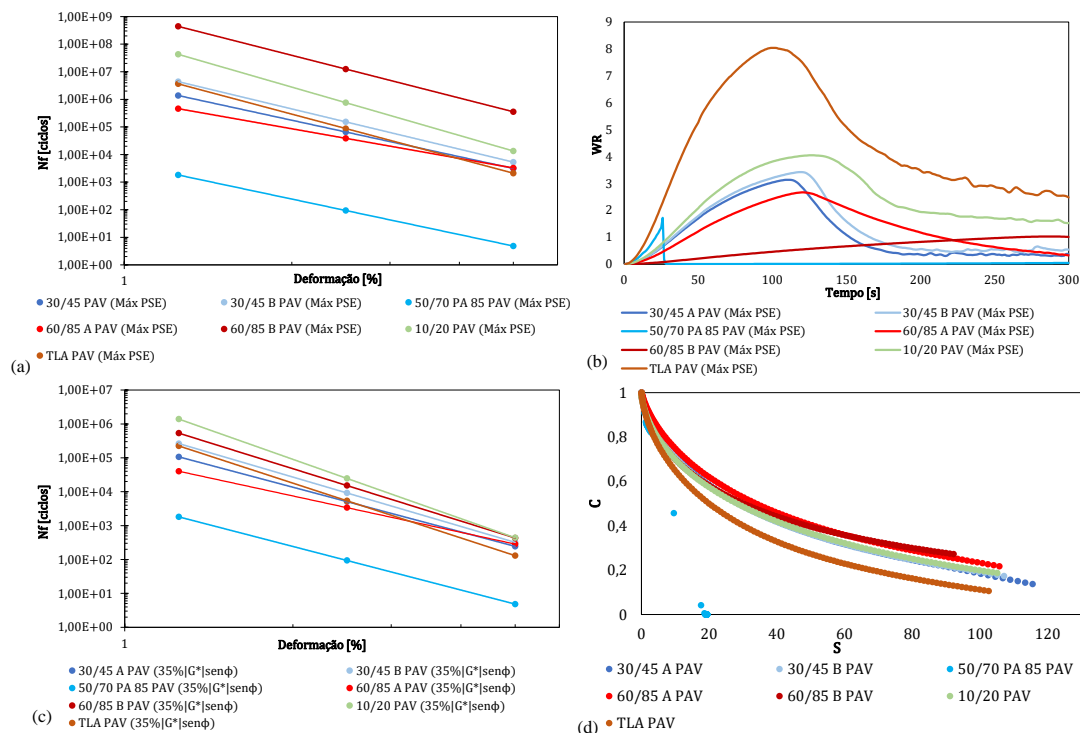 1,00E+09
1,00E+08
1,00E+07
1,00E+06
1,00E+05
1,00E+04
1,00E+03
1,00E+02
1,00E+01
1,00E+00
Nf [ciclos]
1
Deformação [%]
30/45 PAV (Máx PSE)
30/45 B PAV (Máx PSE)
50/70 PA 85 PAV (Máx PSE)
60/85 A PAV (Máx PSE)
60/85 B PAV (Máx PSE)
10/20 PAV (Máx PSE)
TLA PAV (Máx PSE)
(a)
9
8
7
6
5
4
3
2
1
0
WR
0 50 100 150 200 250 300
Tempo [s]
30/45 A PAV (Máx PSE)
30/45 B PAV (Máx PSE)
50/70 PA 85 PAV (Máx PSE)
60/85 A PAV (Máx PSE)
60/85 B PAV (Máx PSE)
10/20 PAV (Máx PSE)
TLA PAV (Máx PSE)
(b)
1,00E+07
1,00E+06
1,00E+05
1,00E+04
1,00E+03
1,00E+02
1,00E+01
1,00E+00
Nf [ciclos]
1
Deformação [%]
30/45 A PAV (35%|G*|senϕ)
30/45 B PAV (35%|G*|senϕ)
50/70 PA 85 PAV (35%|G*|senϕ)
60/85 A PAV (35%|G*|senϕ)
60/85 B PAV (35%|G*|senϕ)
10/20 PAV (35%|G*|senϕ)
TLA PAV (35%|G*|senϕ)
(c)
1
0,8
0,6
0,4
0,2
0
C
0 20 40 60 80 100 120
S
30/45 A PAV
30/45 B PAV
50/70 PA 85 PAV
60/85 A PAV
60/85 B PAV
10/20 PAV
TLA PAV
(d)